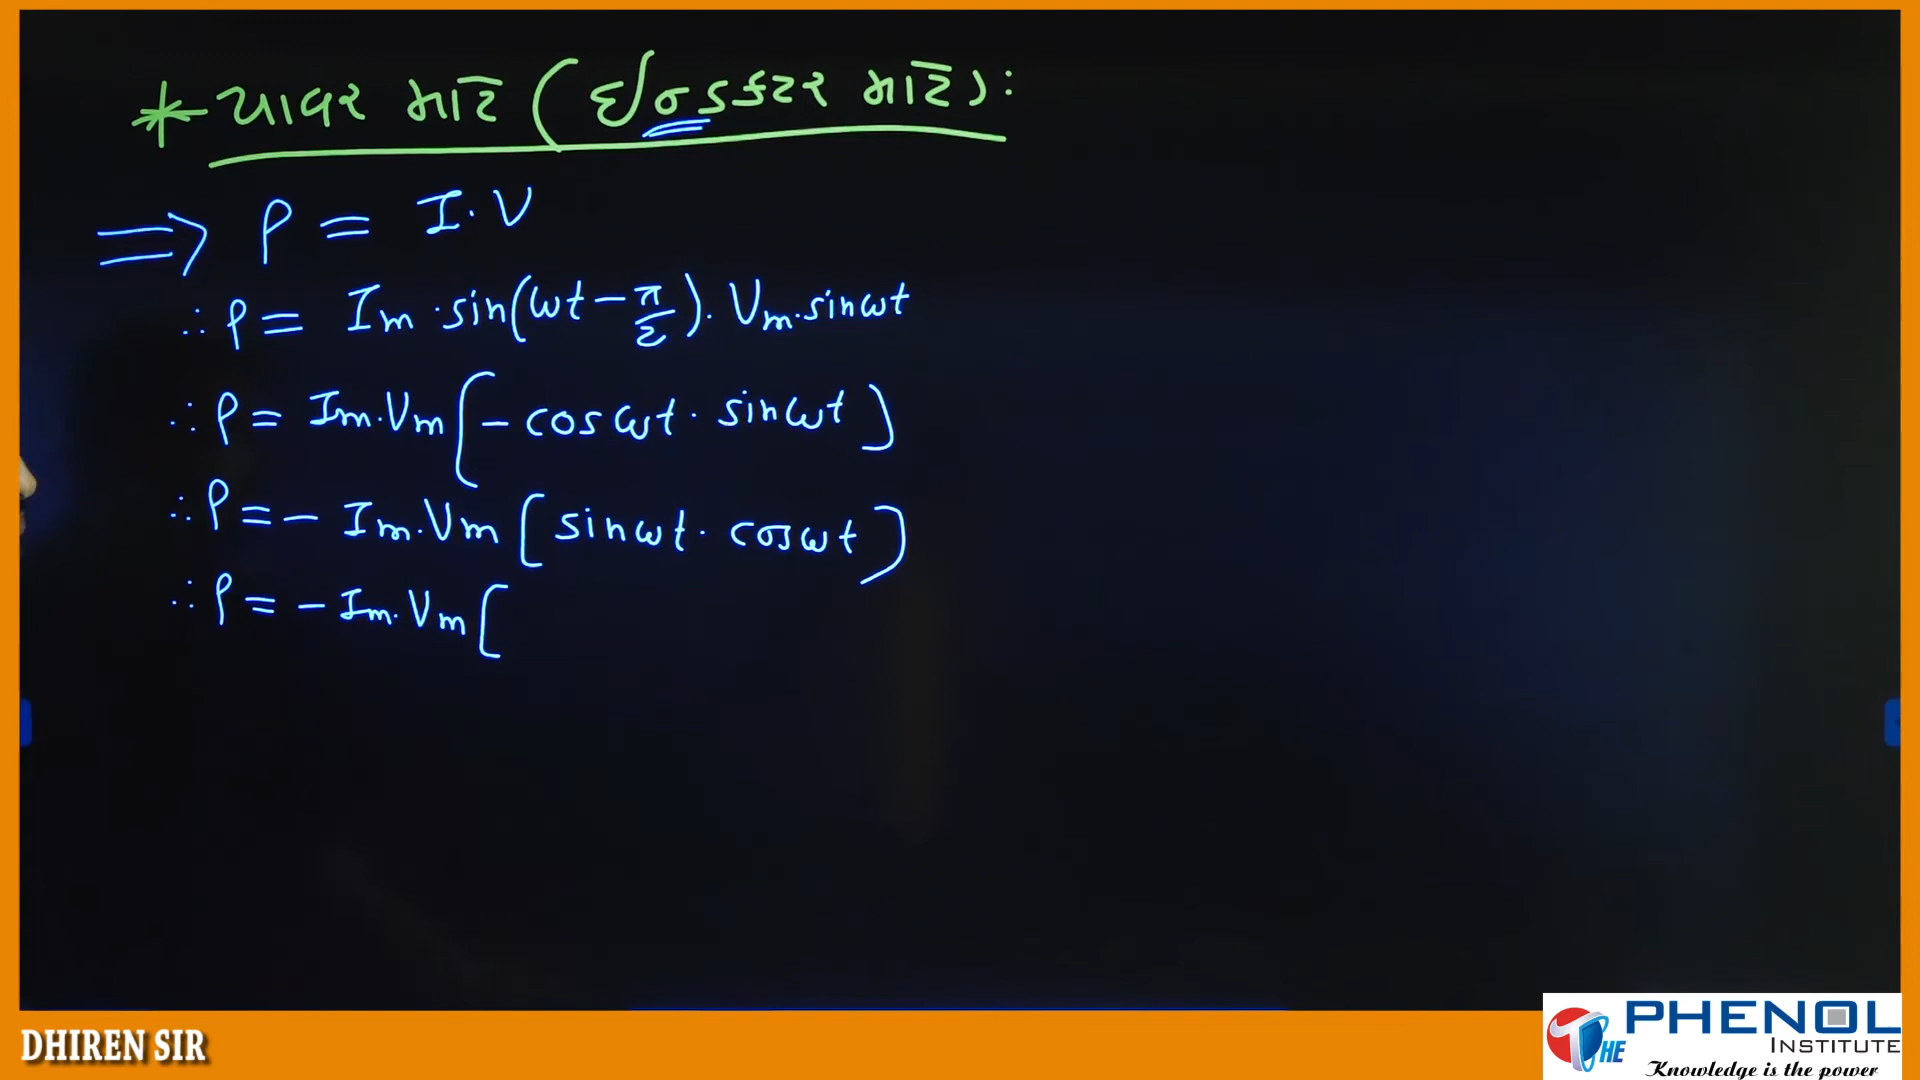 * પાવર માટે (ઈન્ડક્ટર માટે):
⇒ P = I·V
∴ P = Im·sin(ωt − π/2)·Vm·sinωt
∴ P = Im·Vm[− cosωt · sinωt]
∴ P = − Im·Vm [sinωt · cosωt]
∴ P = − Im·Vm [
DHIREN SIR
THE PHENOL
INSTITUTE
Knowledge is the power